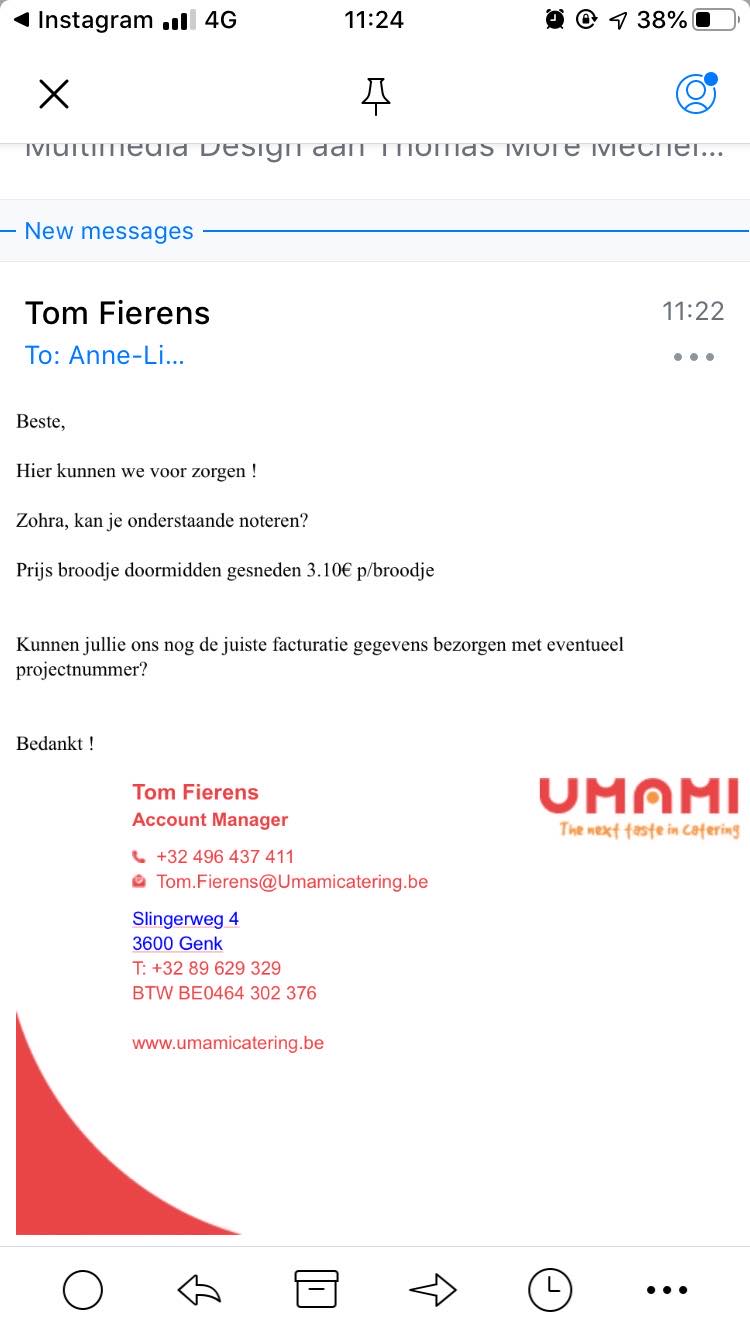 Instagram 4G 11:24 38%
Multimedia Design aan Thomas More Mechel...
New messages
Tom Fierens 11:22
To: Anne-Li...
Beste,
Hier kunnen we voor zorgen !
Zohra, kan je onderstaande noteren?
Prijs broodje doormidden gesneden 3.10€ p/broodje
Kunnen jullie ons nog de juiste facturatie gegevens bezorgen met eventueel
projectnummer?
Bedankt !
Tom Fierens
Account Manager
+32 496 437 411
Tom.Fierens@Umamicatering.be
Slingerweg 4
3600 Genk
T: +32 89 629 329
BTW BE0464 302 376
www.umamicatering.be
UMAMI
The next taste in catering